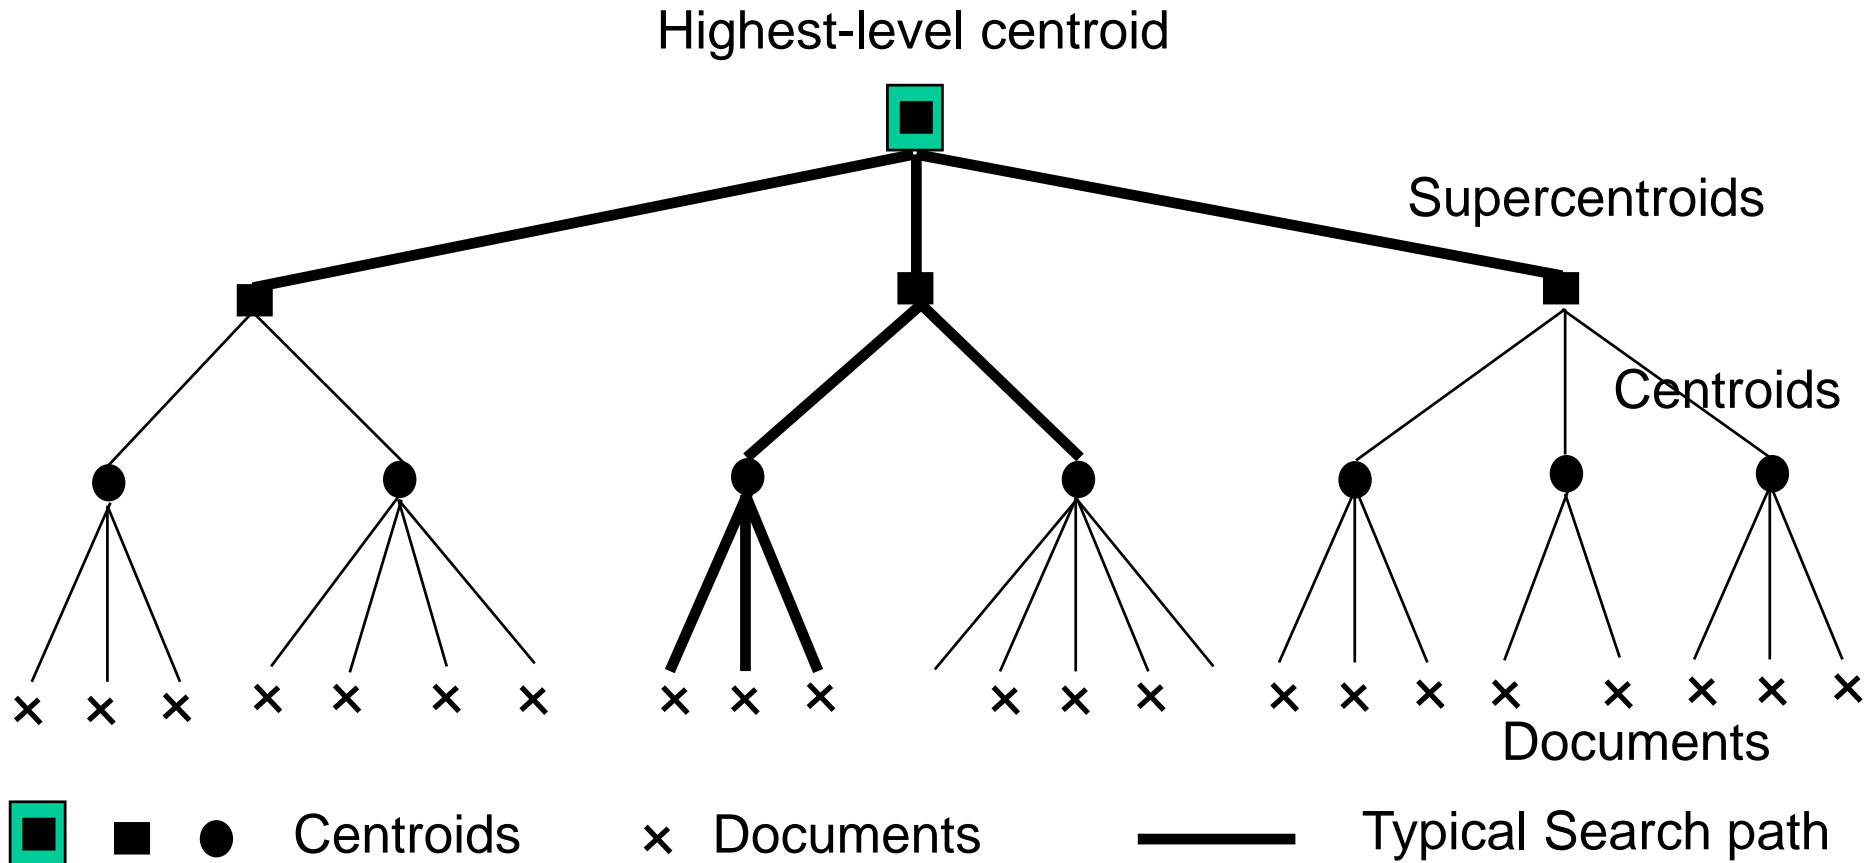 Highest-level centroid
Supercentroids
Centroids
Documents
Centroids
Documents
Typical Search path